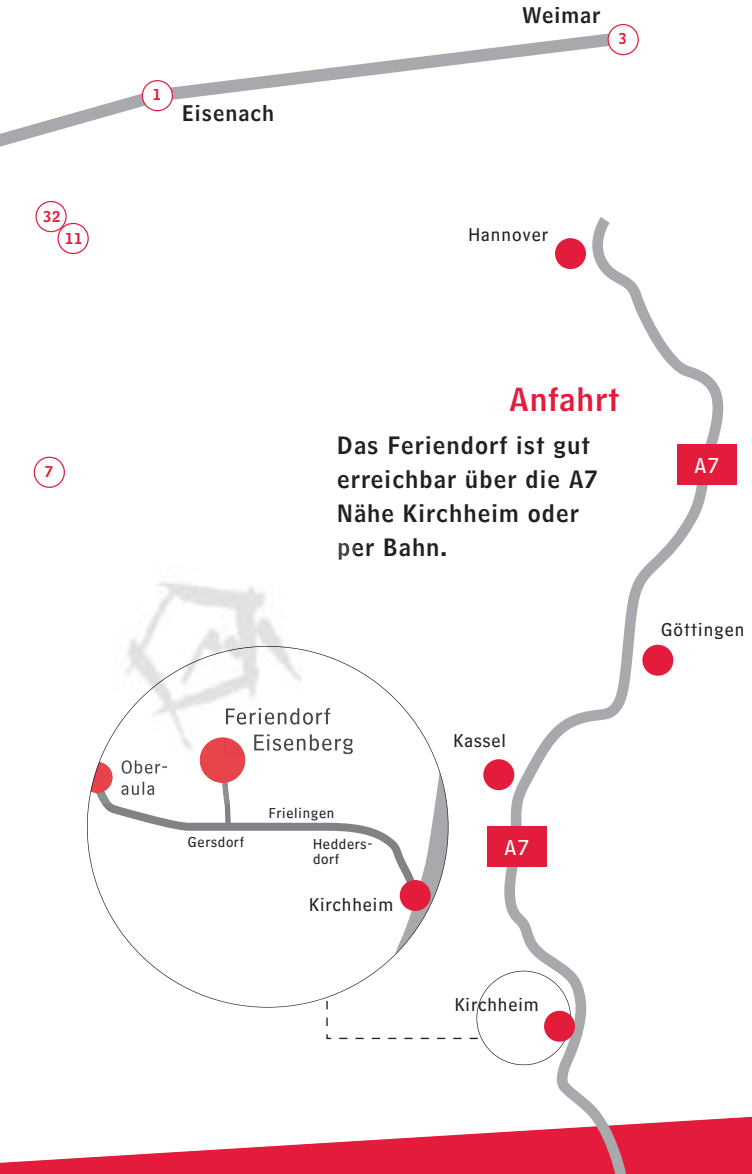 Weimar
3
1
Eisenach
32
11
Hannover
Anfahrt
Das Feriendorf ist gut
erreichbar über die A7
Nähe Kirchheim oder
per Bahn.
A7
7
Göttingen
Feriendorf
Eisenberg
Kassel
Ober-
aula
Frielingen
Gersdorf
Hedders-
dorf
A7
Kirchheim
Kirchheim